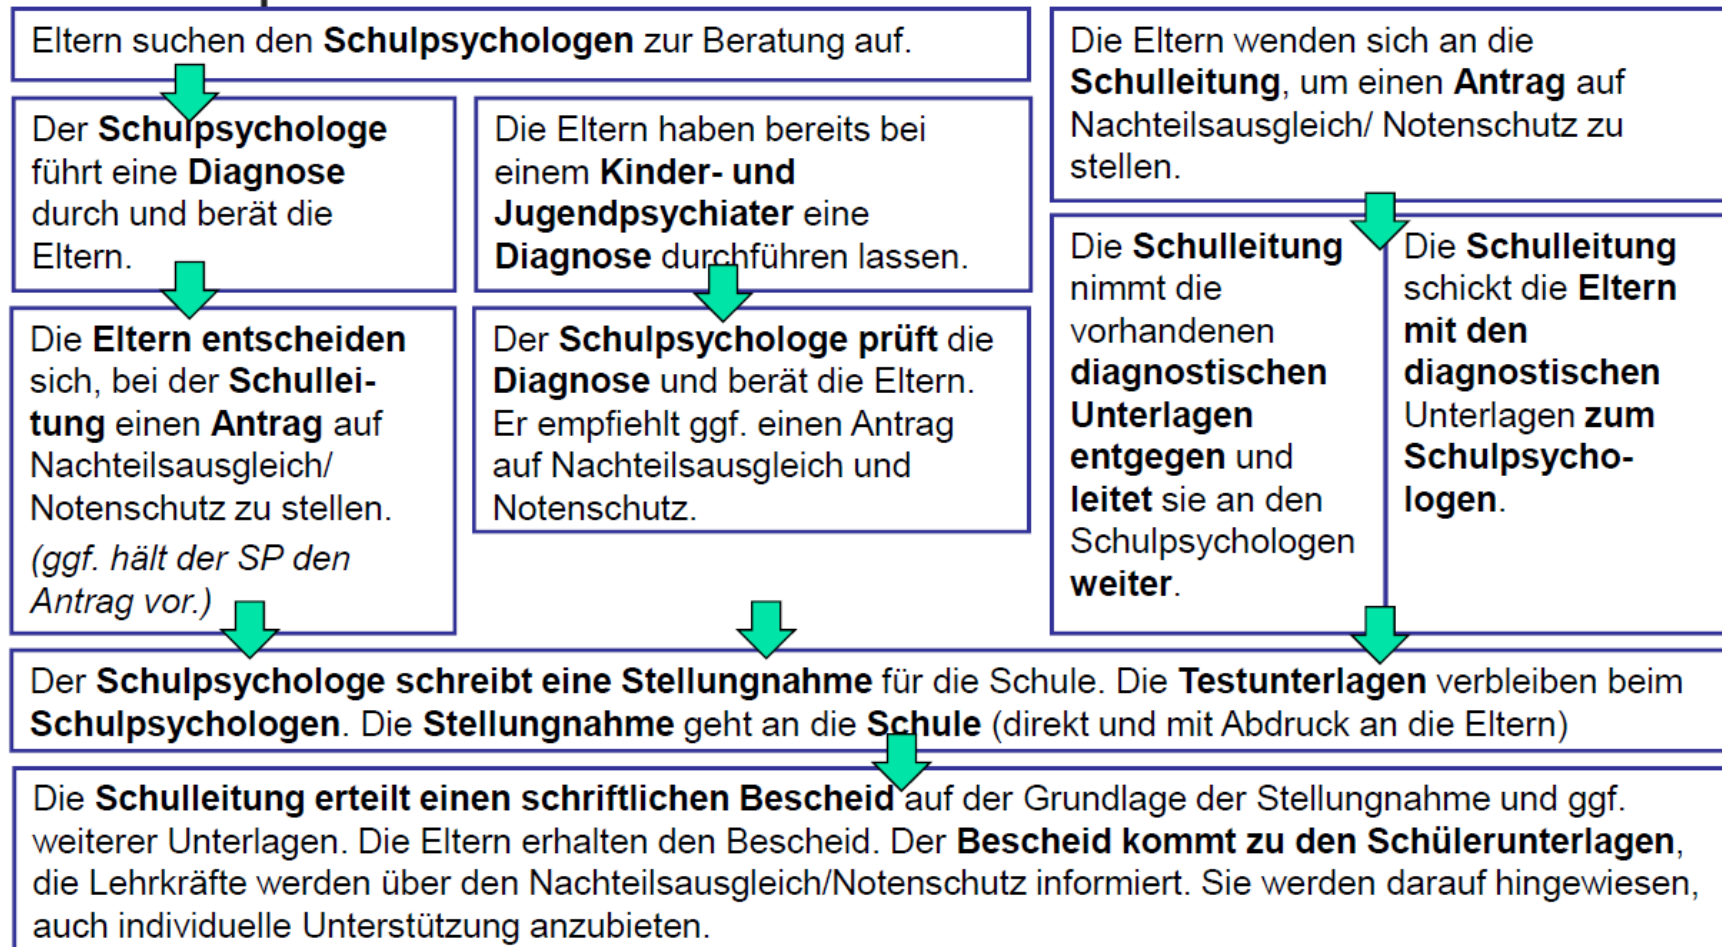 Eltern suchen den Schulpsychologen zur Beratung auf.
Der Schulpsychologe
führt eine Diagnose
durch und berät die
Eltern.
Die Eltern haben bereits bei
einem Kinder- und
Jugendpsychiater eine
Diagnose durchführen lassen.
Die Eltern entscheiden
sich, bei der Schullei-
tung einen Antrag auf
Nachteilsausgleich/
Notenschutz zu stellen.
(ggf. hält der SP den
Antrag vor.)
Der Schulpsychologe prüft die
Diagnose und berät die Eltern.
Er empfiehlt ggf. einen Antrag
auf Nachteilsausgleich und
Notenschutz.
Die Eltern wenden sich an die
Schulleitung, um einen Antrag auf
Nachteilsausgleich/ Notenschutz zu
stellen.
Die Schulleitung
nimmt die
vorhandenen
diagnostischen
Unterlagen
entgegen und
leitet sie an den
Schulpsychologen
weiter.
Die Schulleitung
schickt die Eltern
mit den
diagnostischen
Unterlagen zum
Schulpsycho-
logen.
Der Schulpsychologe schreibt eine Stellungnahme für die Schule. Die Testunterlagen verbleiben beim
Schulpsychologen. Die Stellungnahme geht an die Schule (direkt und mit Abdruck an die Eltern)
Die Schulleitung erteilt einen schriftlichen Bescheid auf der Grundlage der Stellungnahme und ggf.
weiterer Unterlagen. Die Eltern erhalten den Bescheid. Der Bescheid kommt zu den Schülerunterlagen,
die Lehrkräfte werden über den Nachteilsausgleich/Notenschutz informiert. Sie werden darauf hingewiesen,
auch individuelle Unterstützung anzubieten.